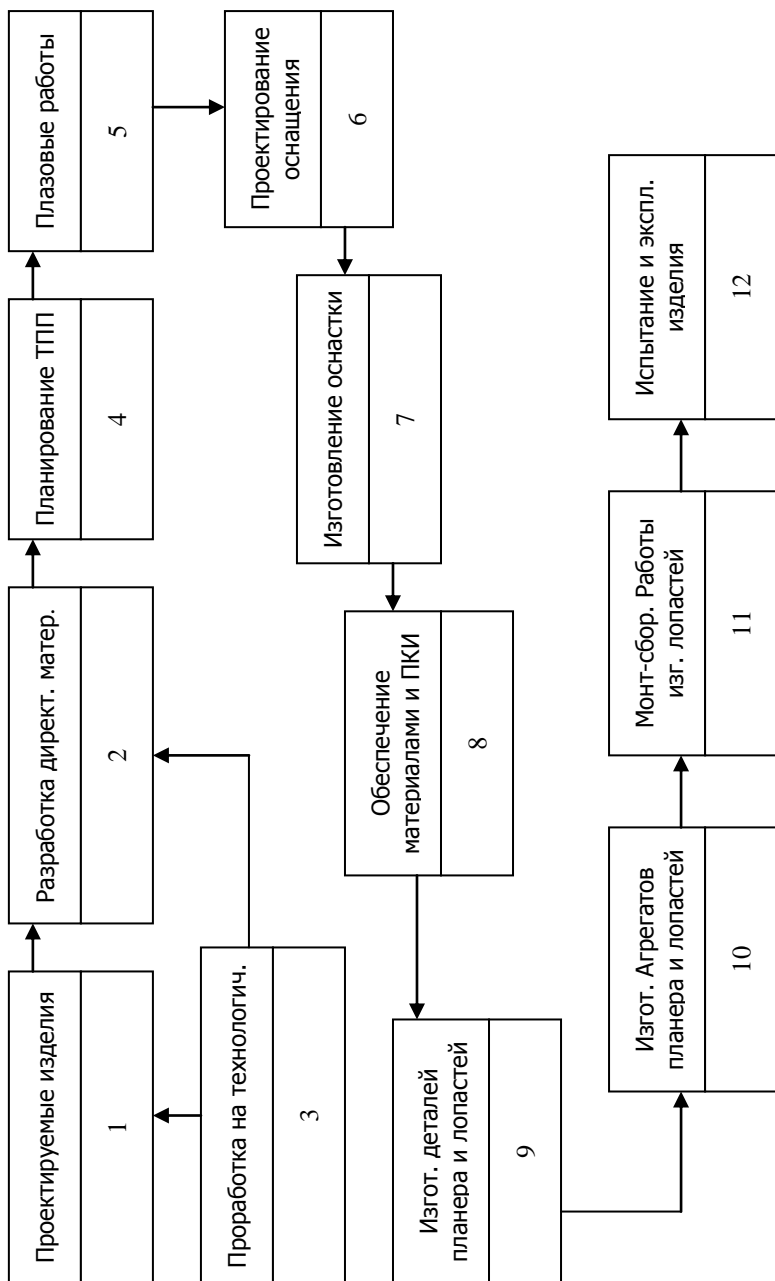 Проектируемые изделия
1
Разработка директ. матер.
2
Проработка на технологич.
3
Планирование ТПП
4
Плазовые работы
5
Проектирование
оснащения
6
Изготовление оснастки
7
Обеспечение
материалами и ПКИ
8
Изгот. деталей
планера и лопастей
9
Изгот. Агрегатов
планера и лопастей
10
Монт-сбор. Работы
изг. лопастей
11
Испытание и экспл.
изделия
12